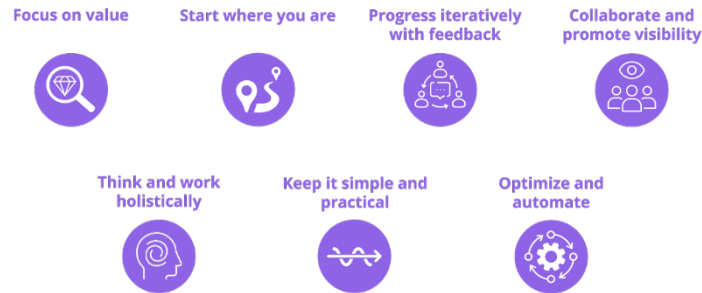 Focus on value
Start where you are
Progress iteratively
with feedback
Collaborate and
promote visibility
Think and work
holistically
Keep it simple and
practical
Optimize and
automate